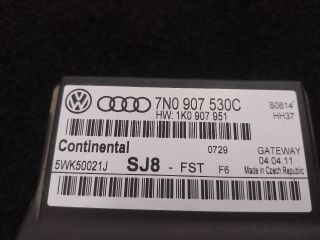 7N0 907 530C
S0614
HW: 1K0 907 951
HH37
Continental
0729
GATEWAY
5WK50021J
SJ8 - FST F6
04.04.11
Made in Czech Republic